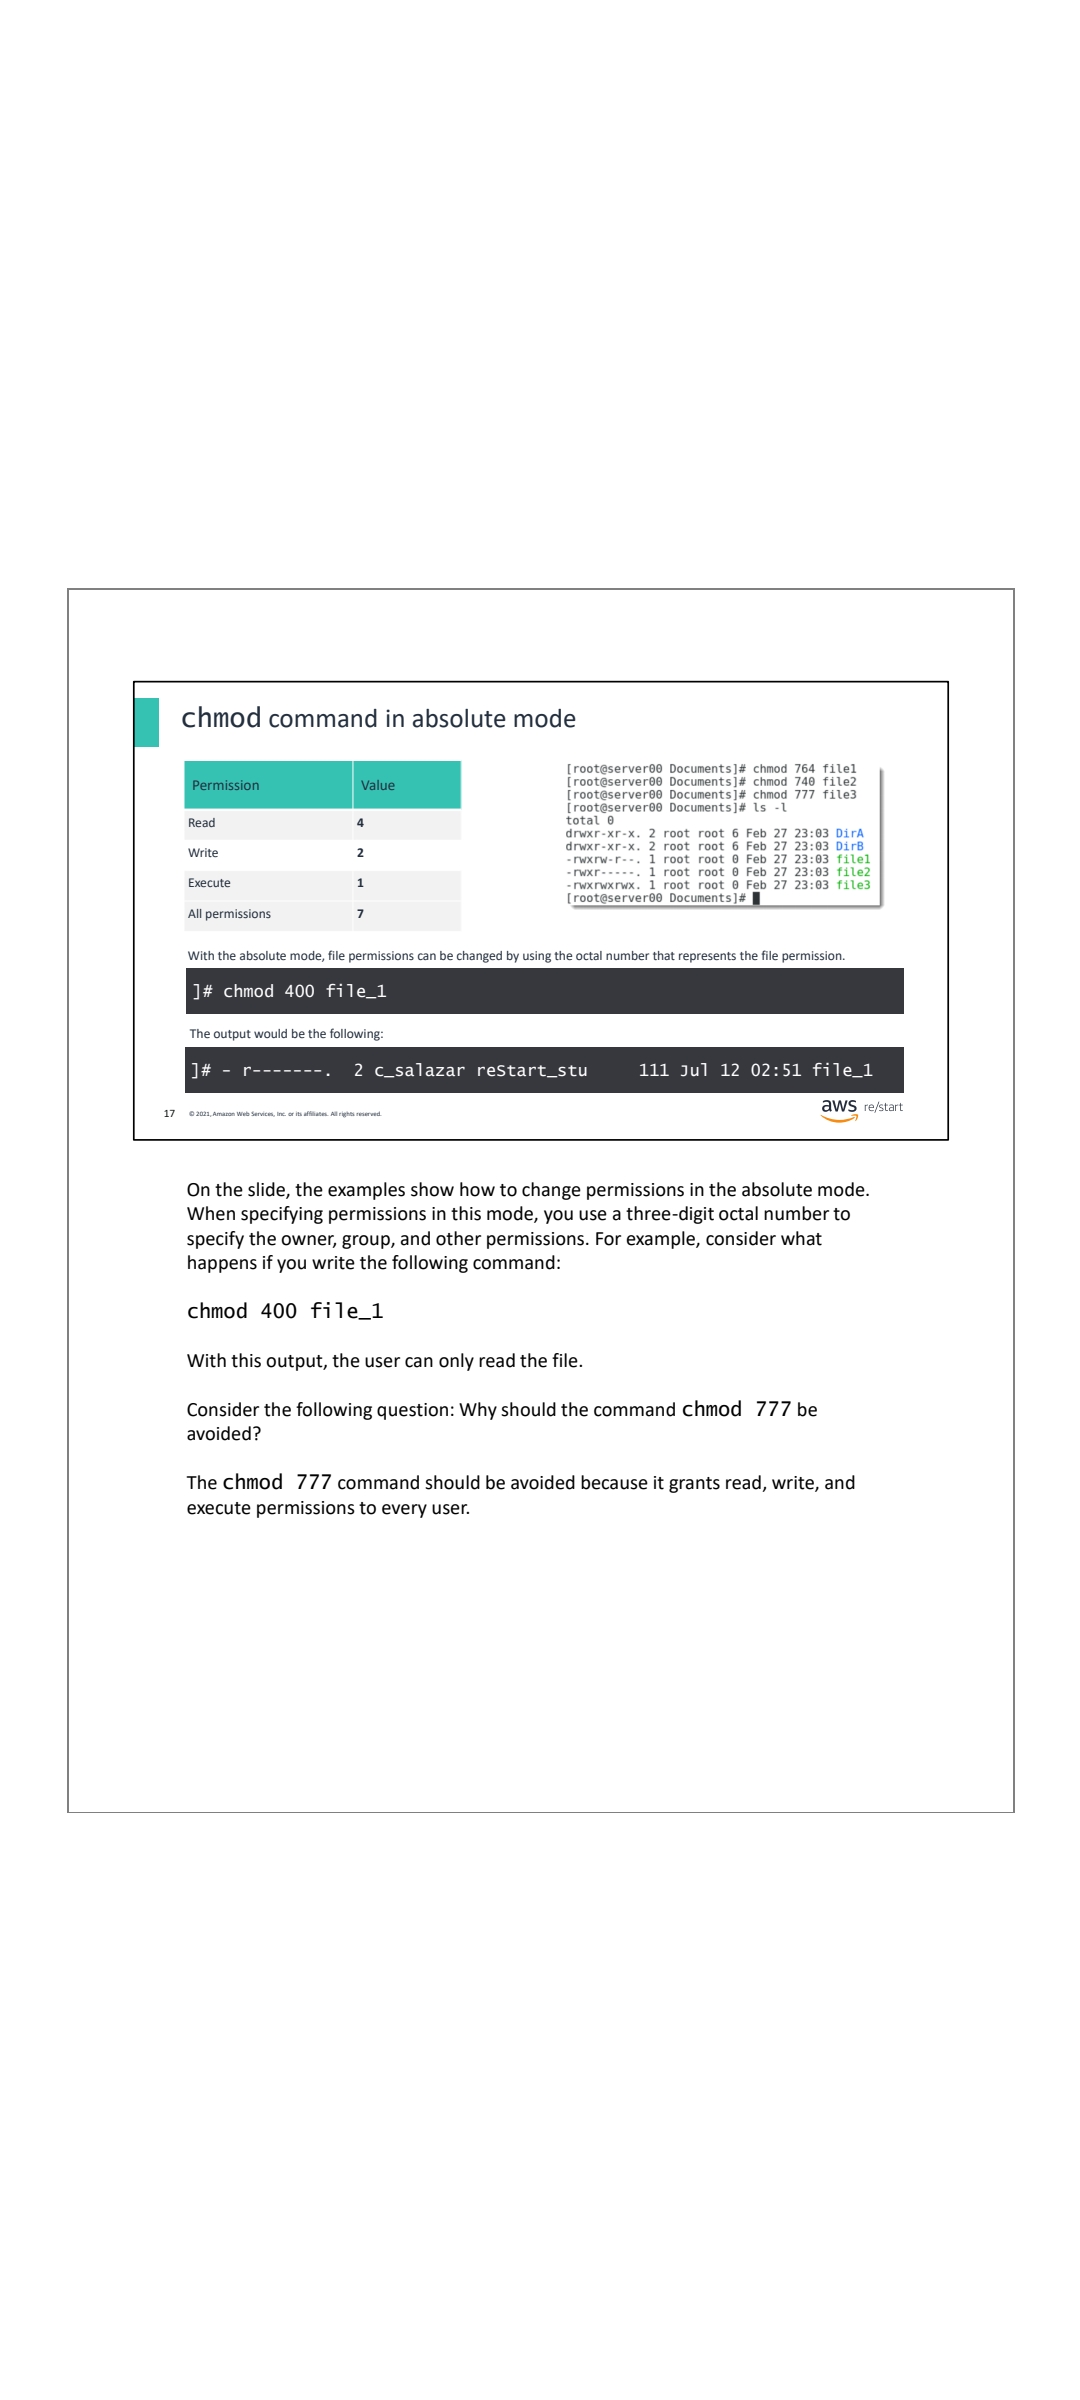 chmod command in absolute mode
Permission Value
Read 4
Write 2
Execute 1
All permissions 7
[root@server00 Documents]# chmod 764 file1
[root@server00 Documents]# chmod 740 file2
[root@server00 Documents]# chmod 777 file3
[root@server00 Documents]# ls -l
total 0
drwxr-xr-x. 2 root root 6 Feb 27 23:03 DirA
drwxr-xr-x. 2 root root 6 Feb 27 23:03 DirB
-rwxrw-r--. 1 root root 0 Feb 27 23:03 file1
-rwxr-----. 1 root root 0 Feb 27 23:03 file2
-rwxrwxrwx. 1 root root 0 Feb 27 23:03 file3
[root@server00 Documents]#
With the absolute mode, file permissions can be changed by using the octal number that represents the file permission.
]# chmod 400 file_1
The output would be the following:
]# - r-------. 2 c_salazar reStart_stu 111 Jul 12 02:51 file_1
17 © 2021, Amazon Web Services, Inc. or its affiliates. All rights reserved.
aws re/start
On the slide, the examples show how to change permissions in the absolute mode.
When specifying permissions in this mode, you use a three-digit octal number to
specify the owner, group, and other permissions. For example, consider what
happens if you write the following command:
chmod 400 file_1
With this output, the user can only read the file.
Consider the following question: Why should the command chmod 777 be
avoided?
The chmod 777 command should be avoided because it grants read, write, and
execute permissions to every user.